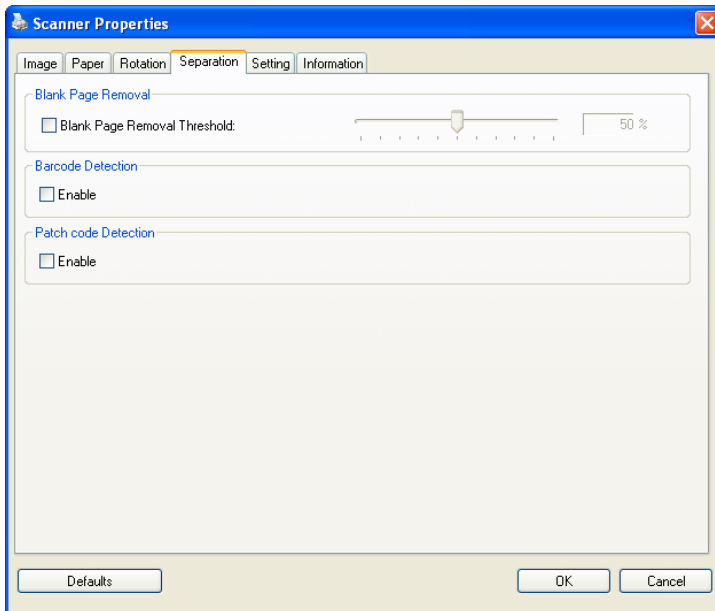 Scanner Properties
Image Paper Rotation Separation Setting Information
Blank Page Removal
Blank Page Removal Threshold: 50 %
Barcode Detection
Enable
Patch code Detection
Enable
Defaults OK Cancel